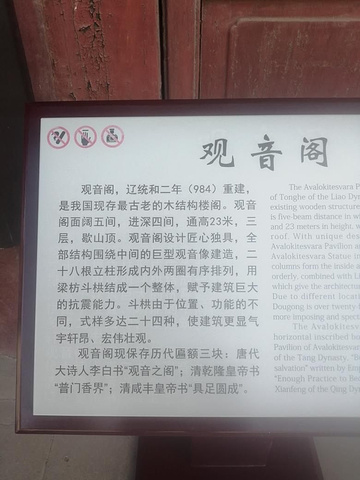 观音阁
观音阁，辽统和二年（984）重建，
是我国现存最古老的木结构楼阁。观音
阁面阔五间，进深四间，通高23米，三
层，歇山顶。观音阁设计匠心独具，全
部结构围绕中间的巨型观音像建造，二
十八根立柱形成内外两圈有序排列，用
梁枋斗栱结成一个整体，赋予建筑巨大
的抗震能力。斗栱由于位置、功能的不
同，式样多达二十四种，使建筑更显气
宇轩昂、宏伟壮观。
观音阁现保存历代匾额三块：唐代
大诗人李白书“观音之阁”；清乾隆皇帝书
“普门香界”；清咸丰皇帝书“具足圆成”。
The Avalokitesvara P
of Tonghe of the Liao Dy
existing wooden structure
is five beam distance in wi
and 23 meters in height, w
roof. With unique des
Avalokitesvara Pavilion a
Avalokitesvara Statue in
columns form the inside a
orderly, combined with L
which give the architectu
Due to different locat
Dougong is over twenty-
more imposing and spect
The Avalokitesva
horizontal inscribed bo
Pavilion of Avalokitesvar
of the Tang Dynasty, "In
salvation" written by Emp
"Enough Practice to Be
Xianfeng of the Qing Dy